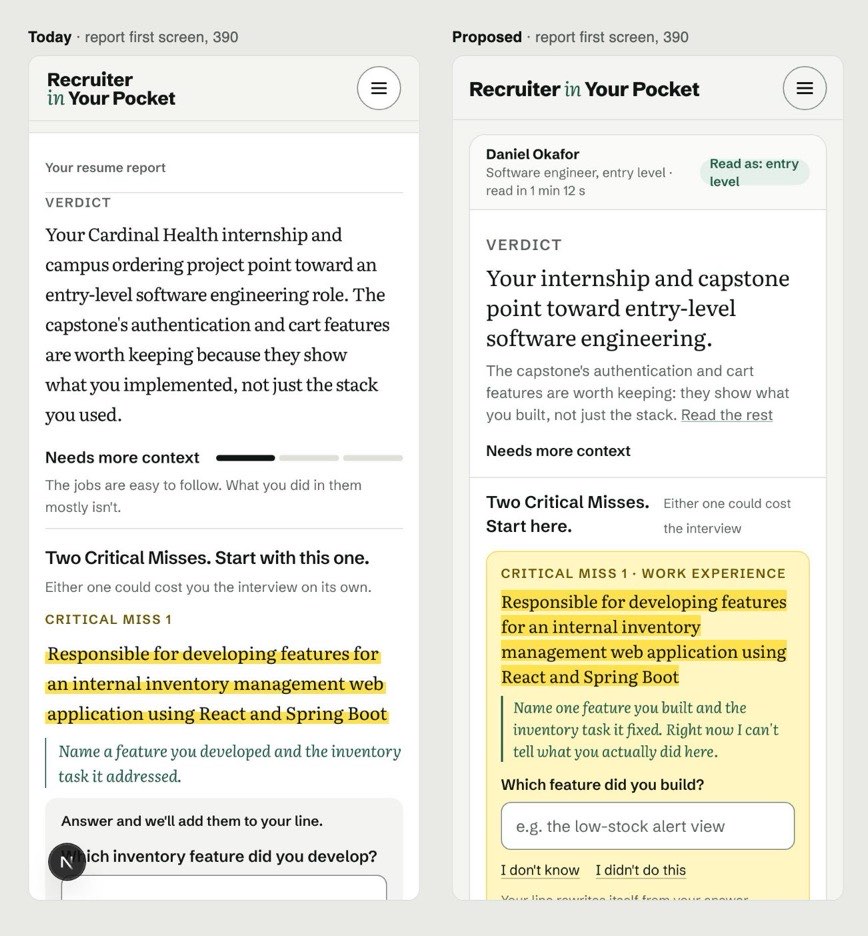 Today · report first screen, 390
Recruiter
in Your Pocket
Your resume report
VERDICT
Your Cardinal Health internship and
campus ordering project point toward an
entry-level software engineering role. The
capstone's authentication and cart features
are worth keeping because they show
what you implemented, not just the stack
you used.
Needs more context
The jobs are easy to follow. What you did in them
mostly isn't.
Two Critical Misses. Start with this one.
Either one could cost you the interview on its own.
CRITICAL MISS 1
Responsible for developing features for
an internal inventory management web
application using React and Spring Boot
Name a feature you developed and the inventory
task it addressed.
Answer and we'll add them to your line.
N
hich inventory feature did you develop?
Proposed · report first screen, 390
Recruiter in Your Pocket
Daniel Okafor
Software engineer, entry level ·
read in 1 min 12 s
Read as: entry
level
VERDICT
Your internship and capstone
point toward entry-level
software engineering.
The capstone's authentication and cart
features are worth keeping: they show what
you built, not just the stack. Read the rest
Needs more context
Two Critical Misses.
Start here.
Either one could cost
the interview
CRITICAL MISS 1 · WORK EXPERIENCE
Responsible for developing features
for an internal inventory
management web application using
React and Spring Boot
Name one feature you built and the
inventory task it fixed. Right now I can't
tell what you actually did here.
Which feature did you build?
e.g. the low-stock alert view
I don't know I didn't do this
Your line rewrites itself from your answer